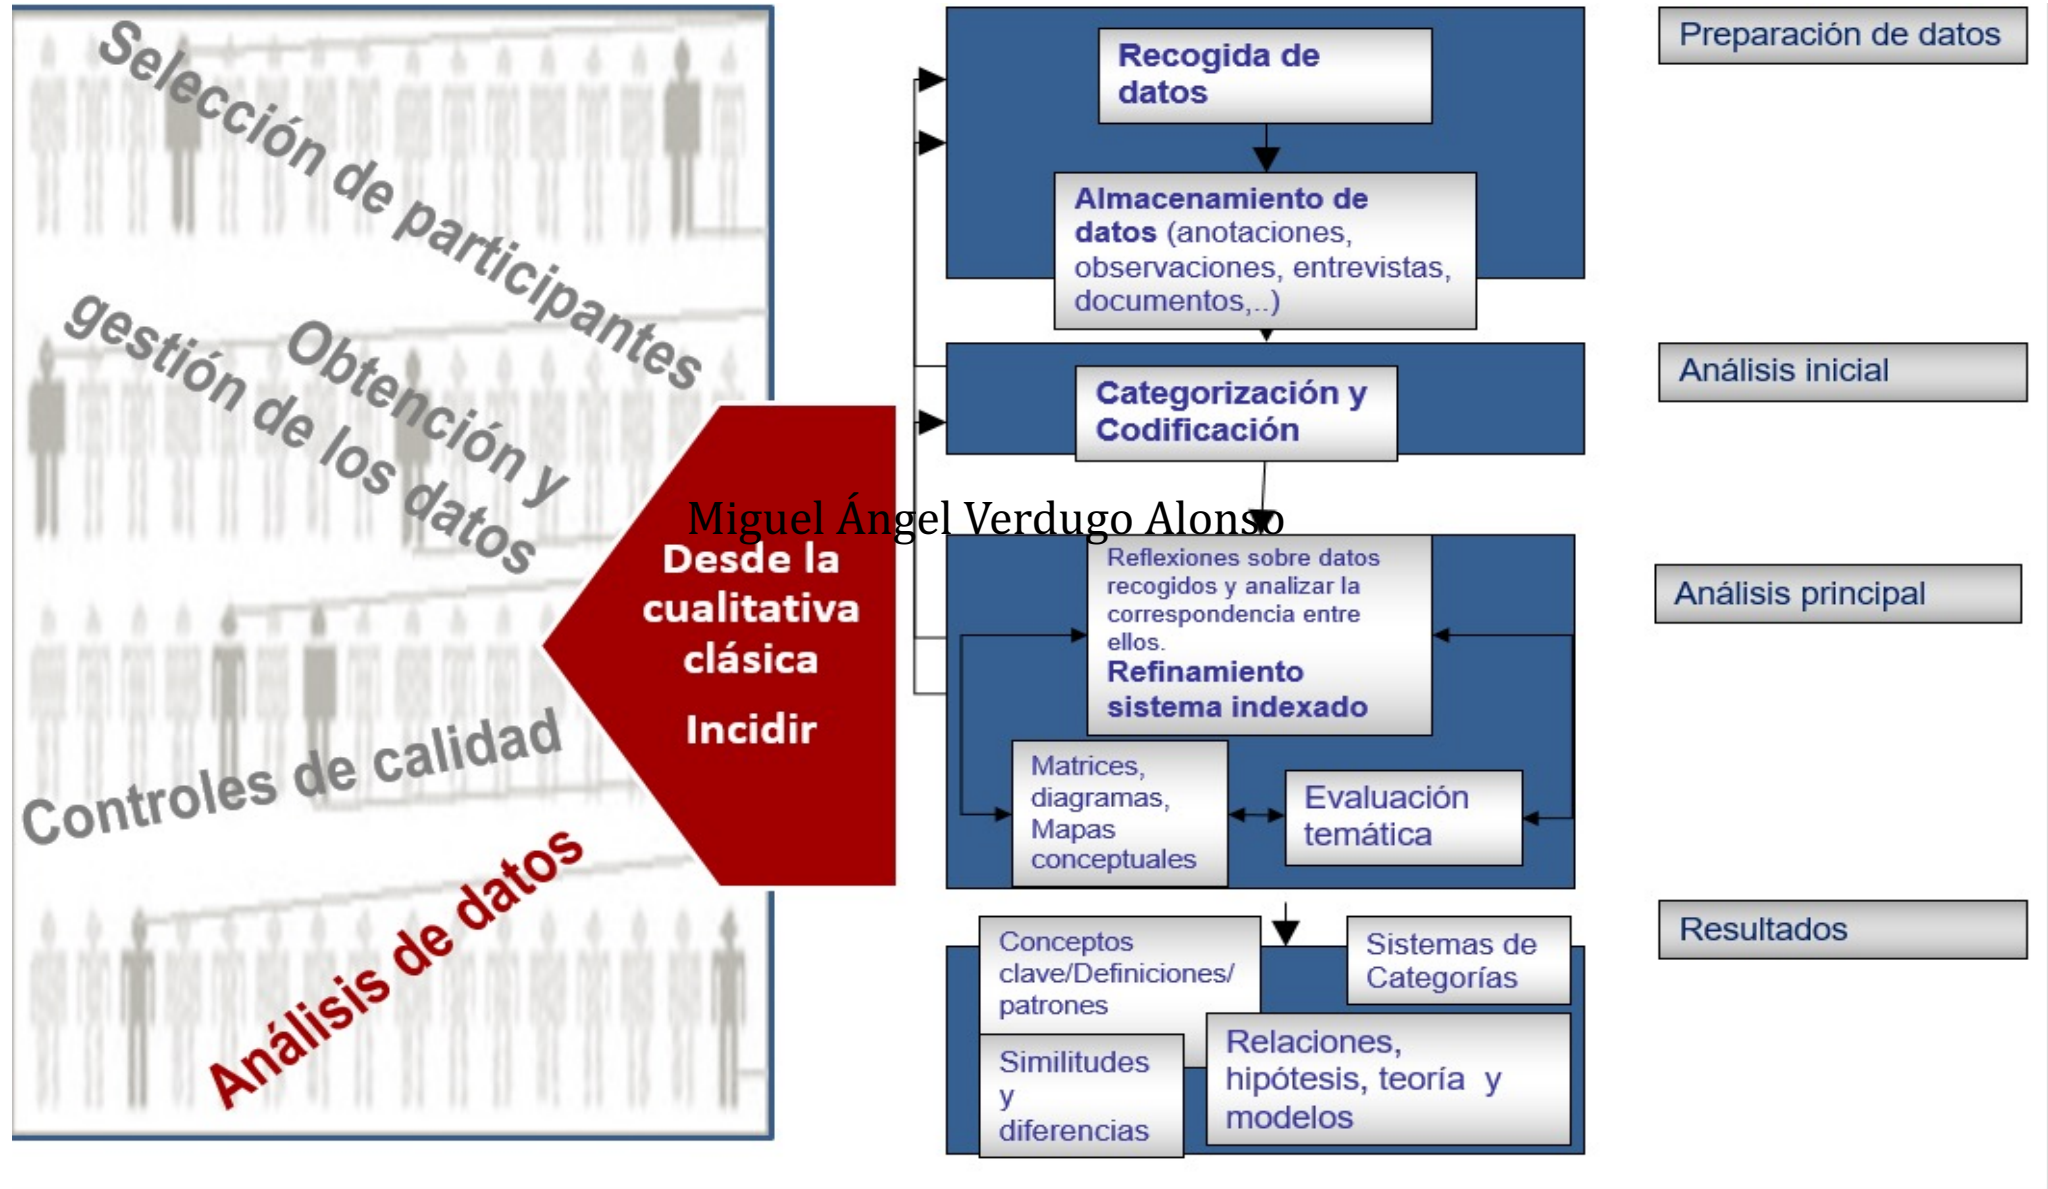 Selección de participantes
Obtención y
gestión de los datos
Controles de calidad
Análisis de datos
Miguel Ángel Verdugo Alonso
Desde la
cualitativa
clásica
Incidir
Recogida de
datos
Almacenamiento de
datos (anotaciones,
observaciones, entrevistas,
documentos,..)
Preparación de datos
Categorización y
Codificación
Análisis inicial
Reflexiones sobre datos
recogidos y analizar la
correspondencia entre
ellos.
Refinamiento
sistema indexado
Matrices,
diagramas,
Mapas
conceptuales
Evaluación
temática
Análisis principal
Conceptos
clave/Definiciones/
patrones
Sistemas de
Categorías
Similitudes
y
diferencias
Relaciones,
hipótesis, teoría y
modelos
Resultados